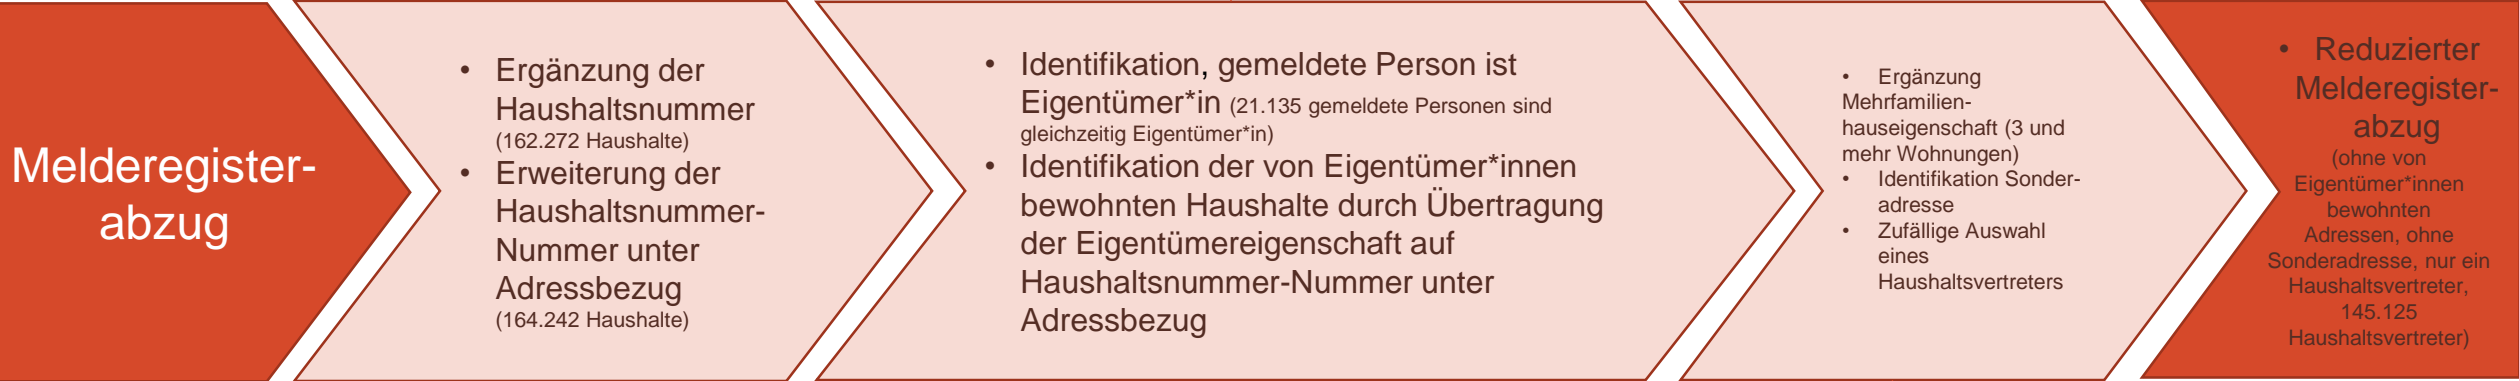 Melderegister-
abzug
• Ergänzung der
Haushaltsnummer
(162.272 Haushalte)
• Erweiterung der
Haushaltsnummer-
Nummer unter
Adressbezug
(164.242 Haushalte)
• Identifikation, gemeldete Person ist
Eigentümer*in (21.135 gemeldete Personen sind
gleichzeitig Eigentümer*in)
• Identifikation der von Eigentümer*innen
bewohnten Haushalte durch Übertragung
der Eigentümereigenschaft auf
Haushaltsnummer-Nummer unter
Adressbezug
• Ergänzung
Mehrfamilien-
hauseigenschaft (3 und
mehr Wohnungen)
• Identifikation Sonder-
adresse
• Zufällige Auswahl
eines
Haushaltsvertreters
• Reduzierter
Melderegister-
abzug
(ohne von
Eigentümer*innen
bewohnten
Adressen, ohne
Sonderadresse, nur ein
Haushaltsvertreter,
145.125
Haushaltsvertreter)